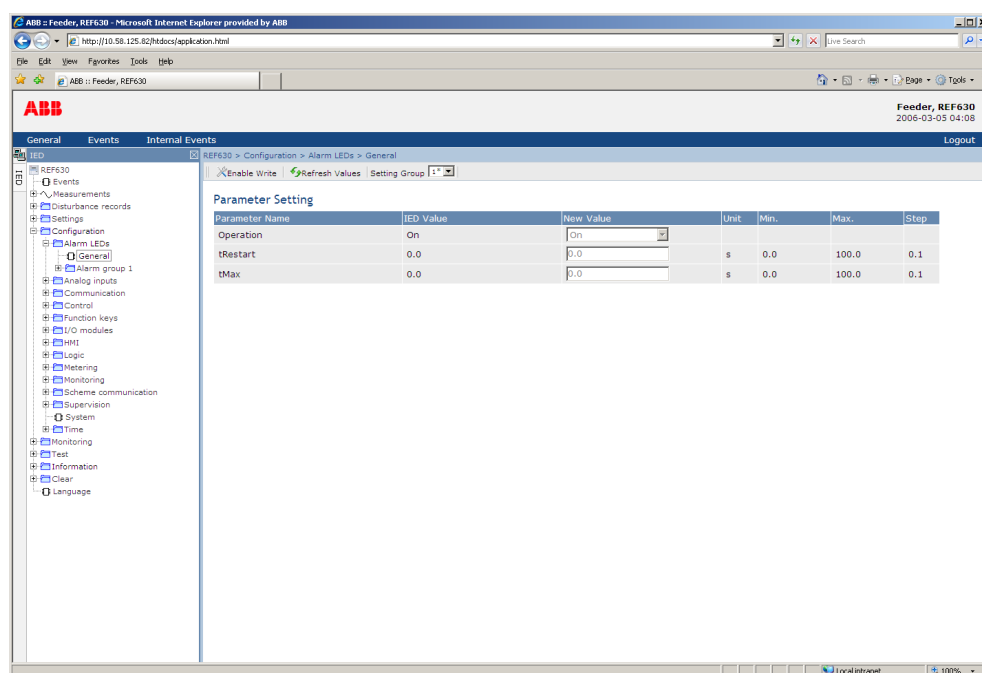 ABB :: Feeder, REF630 - Microsoft Internet Explorer provided by ABB
http://10.58.125.82/htdocs/application.html
Live Search
File Edit View Favorites Tools Help
ABB :: Feeder, REF630
Page
Tools
ABB
Feeder, REF630
2006-03-05 04:08
General Events Internal Events Logout
IED
IED
REF630
Events
Measurements
Disturbance records
Settings
Configuration
Alarm LEDs
General
Alarm group 1
Analog inputs
Communication
Control
Function keys
I/O modules
HMI
Logic
Metering
Monitoring
Scheme communication
Supervision
System
Time
Monitoring
Test
Information
Clear
Language
REF630 > Configuration > Alarm LEDs > General
Enable Write Refresh Values Setting Group 1*
Parameter Setting
Parameter Name IED Value New Value Unit Min. Max. Step
Operation On On
tRestart 0.0 0.0 s 0.0 100.0 0.1
tMax 0.0 0.0 s 0.0 100.0 0.1
Local intranet 100%